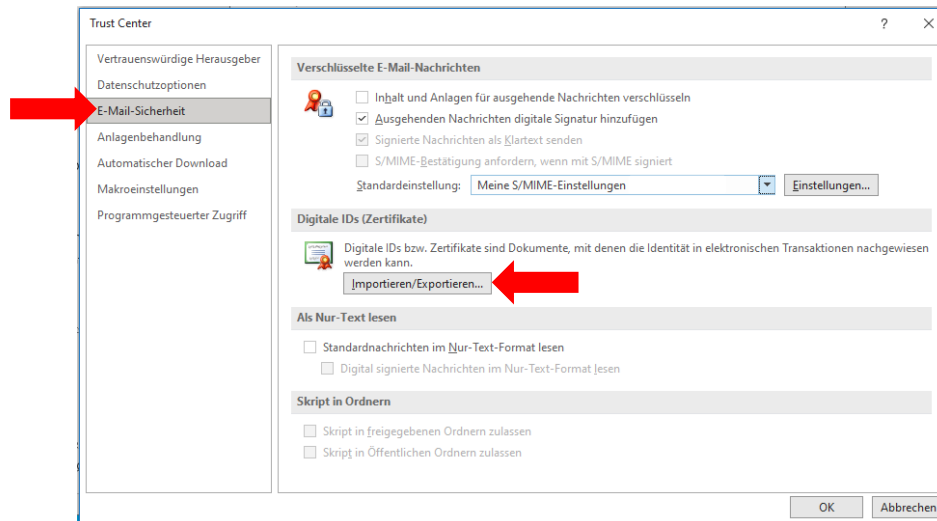 Trust Center
? ×
Vertrauenswürdige Herausgeber
Datenschutzoptionen
E-Mail-Sicherheit
Anlagenbehandlung
Automatischer Download
Makroeinstellungen
Programmgesteuerter Zugriff
Verschlüsselte E-Mail-Nachrichten
Inhalt und Anlagen für ausgehende Nachrichten verschlüsseln
Ausgehenden Nachrichten digitale Signatur hinzufügen
Signierte Nachrichten als Klartext senden
S/MIME-Bestätigung anfordern, wenn mit S/MIME signiert
Standardeinstellung: Meine S/MIME-Einstellungen Einstellungen...
Digitale IDs (Zertifikate)
Digitale IDs bzw. Zertifikate sind Dokumente, mit denen die Identität in elektronischen Transaktionen nachgewiesen
werden kann.
Importieren/Exportieren...
Als Nur-Text lesen
Standardnachrichten im Nur-Text-Format lesen
Digital signierte Nachrichten im Nur-Text-Format lesen
Skript in Ordnern
Skript in freigegebenen Ordnern zulassen
Skript in Öffentlichen Ordnern zulassen
OK Abbrechen